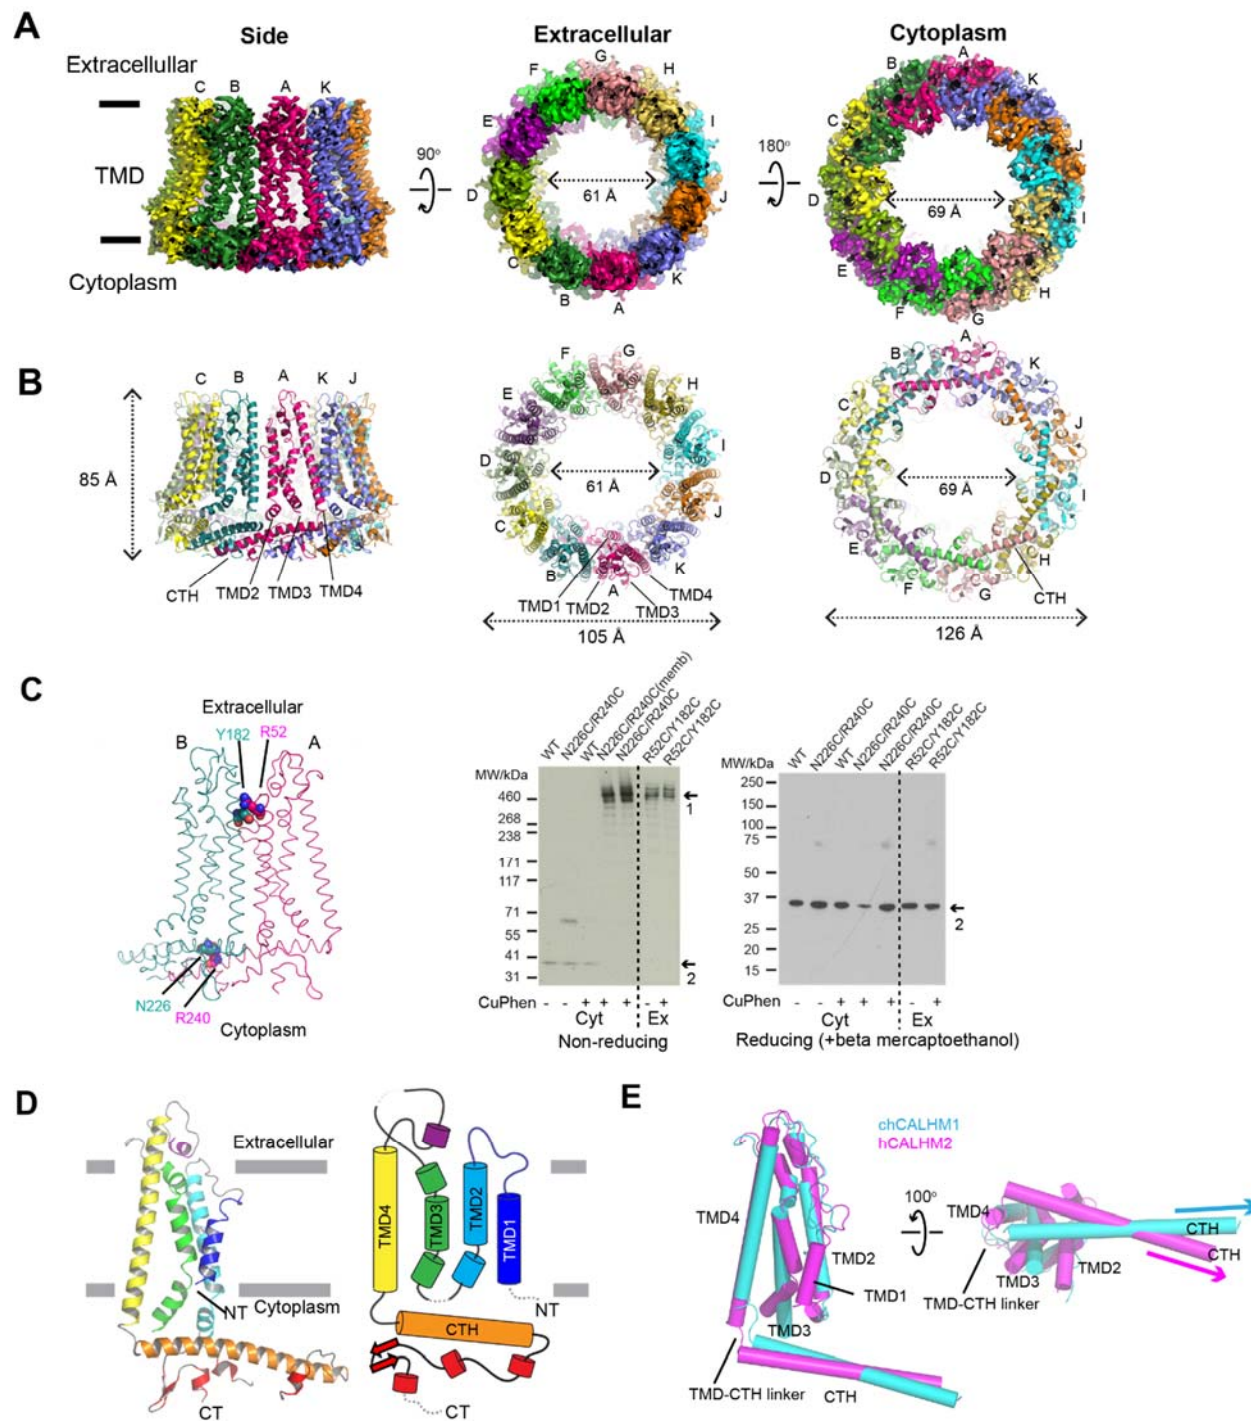 A
Side
Extracellular
Cytoplasm
Extracellullar
TMD
Cytoplasm
C B A K
90°
F G H
E I
D J
C K
B A
61 Å
180°
B A K
C J
D I
E H
F G
69 Å
B
85 Å
C B A K J
CTH
TMD2
TMD3
TMD4
F G H
E I
D J
C K
B A
61 Å
TMD1
TMD2
TMD3
TMD4
105 Å
B A K
C J
D I
E H
F G
69 Å
CTH
126 Å
C
Extracellular
B Y182 R52 A
N226
R240
Cytoplasm
WT
N226C/R240C
WT
N226C/R240C(memb)
N226C/R240C
R52C/Y182C
R52C/Y182C
MW/kDa
460
268
238
171
117
71
55
41
31
1
2
CuPhen - - + + + - +
Cyt Ex
Non-reducing
WT
N226C/R240C
WT
N226C/R240C
N226C/R240C
R52C/Y182C
R52C/Y182C
MW/kDa
250
150
100
75
50
37
25
20
15
2
CuPhen - - + + + - +
Cyt Ex
Reducing (+beta mercaptoethanol)
D
Extracellular
Cytoplasm
NT
CT
TMD4
TMD3
TMD2
TMD1
NT
CTH
CT
E
chCALHM1
hCALHM2
TMD4
TMD2
TMD1
TMD3
TMD-CTH linker
CTH
100°
TMD4
TMD3
TMD2
TMD-CTH linker
CTH
CTH